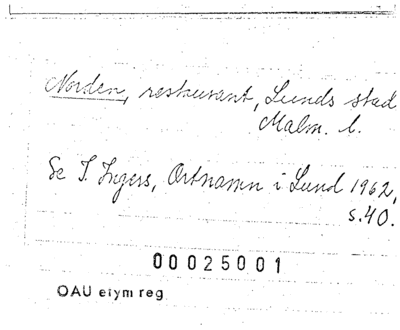 Norden, restaurant, Lunds stad
Malm. l.
Se I. Ingers, Ortnamn i Lund 1962,
s.40.
00025001
OAU etym reg